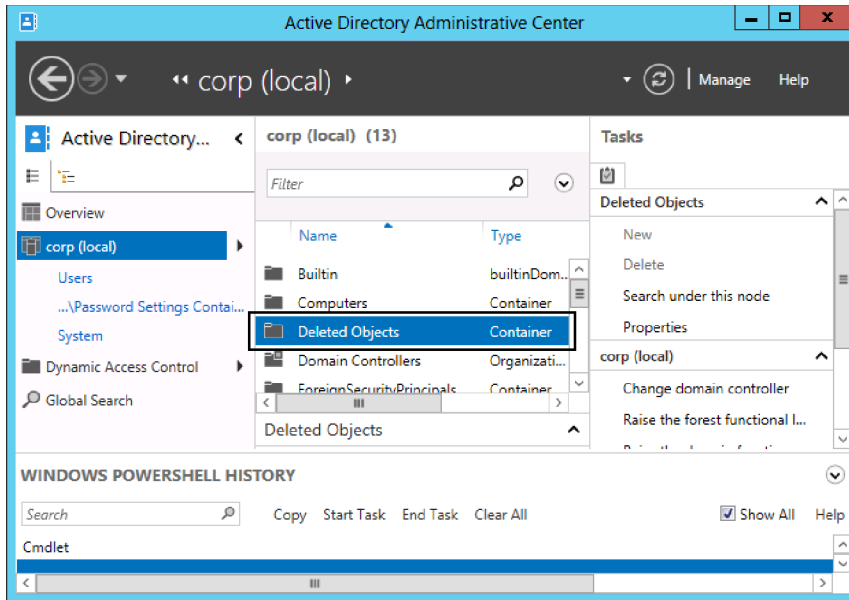 Active Directory Administrative Center
corp (local)
Manage Help
Active Directory...
Overview
corp (local)
Users
...\Password Settings Contai...
System
Dynamic Access Control
Global Search
corp (local) (13)
Filter
Name Type
Builtin builtinDom...
Computers Container
Deleted Objects Container
Domain Controllers Organizati...
ForeignSecurityPrincipals Container
Deleted Objects
Tasks
Deleted Objects
New
Delete
Search under this node
Properties
corp (local)
Change domain controller
Raise the forest functional l...
WINDOWS POWERSHELL HISTORY
Search Copy Start Task End Task Clear All Show All Help
Cmdlet